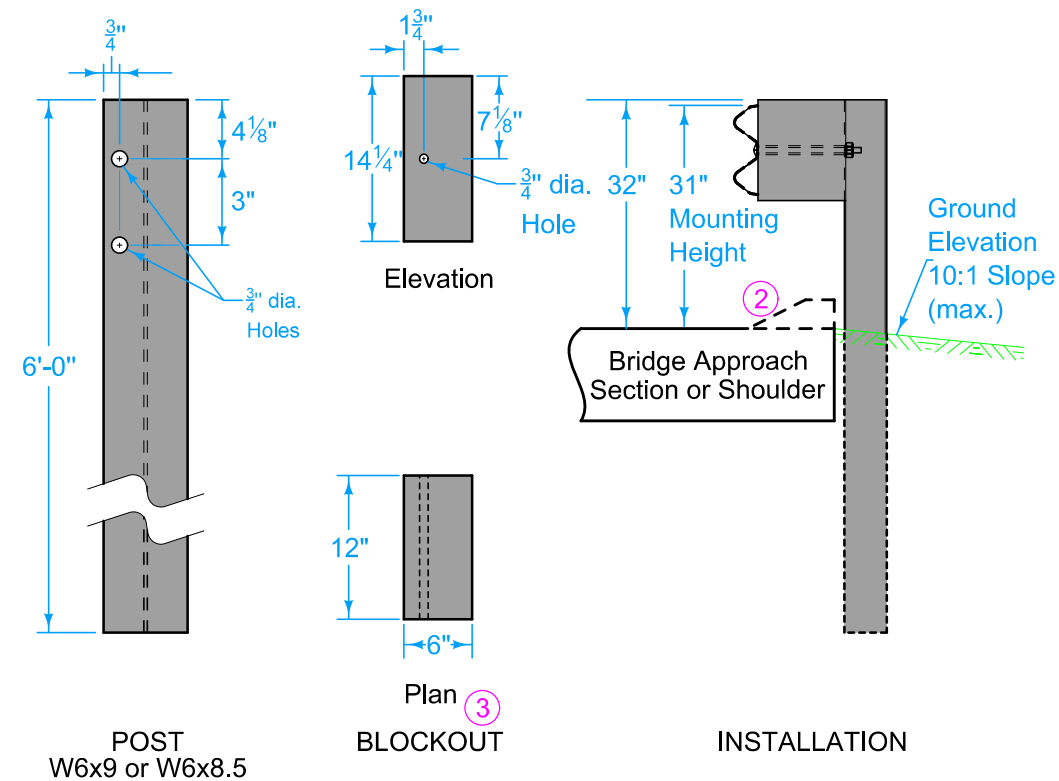 3/4"
4 1/8"
3"
3/4" dia.
Holes
6'-0"
POST
W6x9 or W6x8.5
1 3/4"
7 1/8"
14 1/4"
3/4" dia.
Hole
Elevation
12"
6"
Plan
3
BLOCKOUT
32"
31"
Mounting
Height
2
Ground
Elevation
10:1 Slope
(max.)
Bridge Approach
Section or Shoulder
INSTALLATION